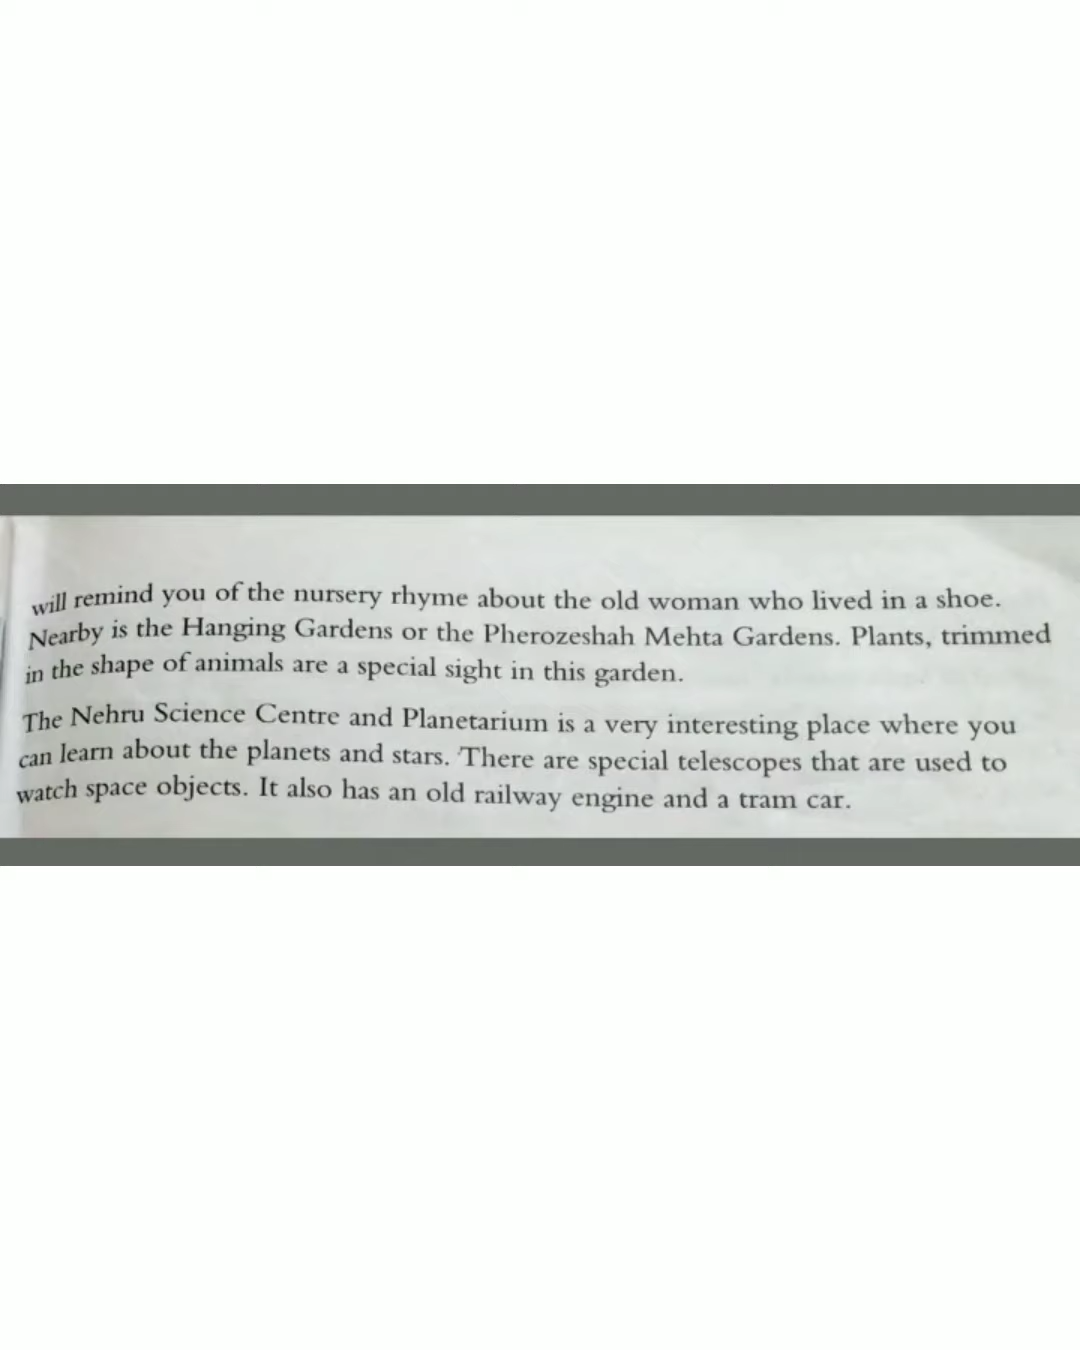 will remind you of the nursery rhyme about the old woman who lived in a shoe.
Nearby is the Hanging Gardens or the Pherozeshah Mehta Gardens. Plants, trimmed
in the shape of animals are a special sight in this garden.
The Nehru Science Centre and Planetarium is a very interesting place where you
can learn about the planets and stars. There are special telescopes that are used to
watch space objects. It also has an old railway engine and a tram car.